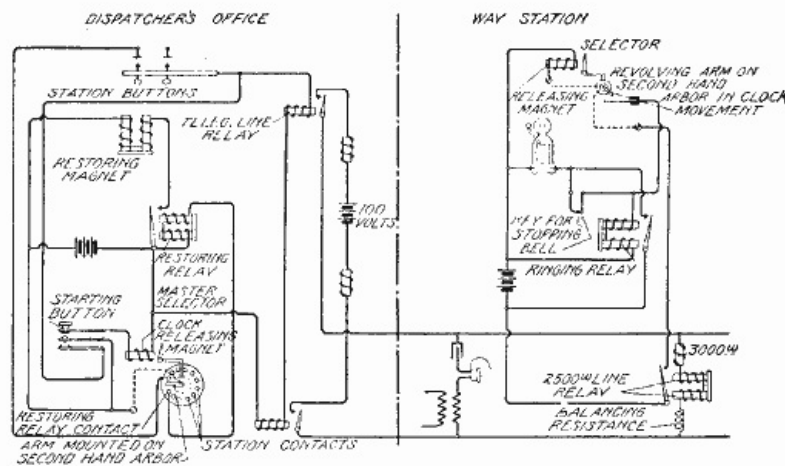 DISPATCHER'S OFFICE
WAY STATION
SELECTOR
REVOLVING ARM ON
SECOND HAND
ARBOR IN CLOCK
MOVEMENT
RELEASING
MAGNET
STATION BUTTONS
LINE
RELAY
RESTORING
MAGNET
100
VOLTS
KEY FOR
STOPPING
BELL
RINGING RELAY
RESTORING
RELAY
MASTER
SELECTOR
STARTING
BUTTON
CLOCK
RELEASING
MAGNET
3000ω
2500ω LINE
RELAY
BALANCING
RESISTANCE
RESTORING
RELAY CONTACT
ARM MOUNTED ON
SECOND HAND ARBOR
STATION CONTACTS